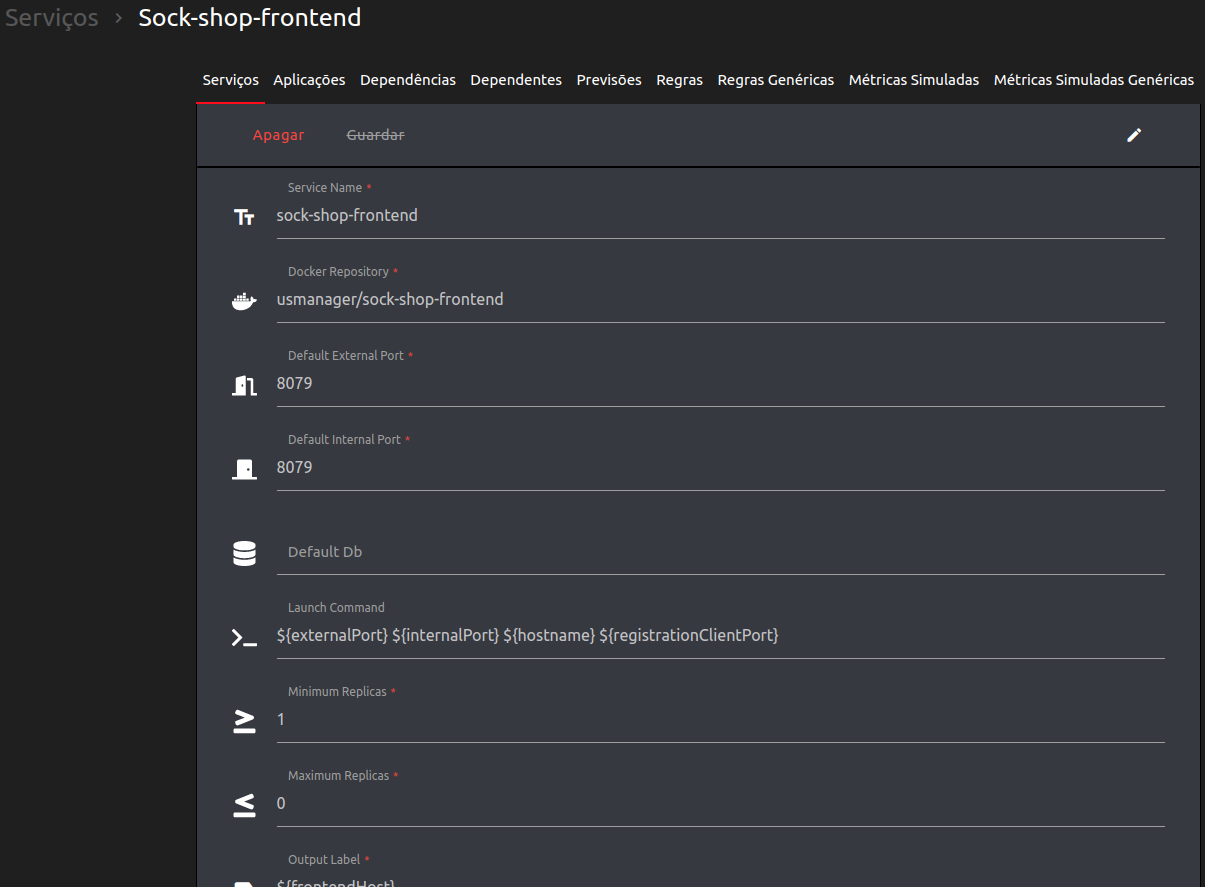 Serviços > Sock-shop-frontend
Serviços Aplicações Dependências Dependentes Previsões Regras Regras Genéricas Métricas Simuladas Métricas Simuladas Genéricas
Apagar Guardar
Service Name *
sock-shop-frontend
Docker Repository *
usmanager/sock-shop-frontend
Default External Port *
8079
Default Internal Port *
8079
Default Db
Launch Command
${externalPort} ${internalPort} ${hostname} ${registrationClientPort}
Minimum Replicas *
1
Maximum Replicas *
0
Output Label *
${frontendHost}